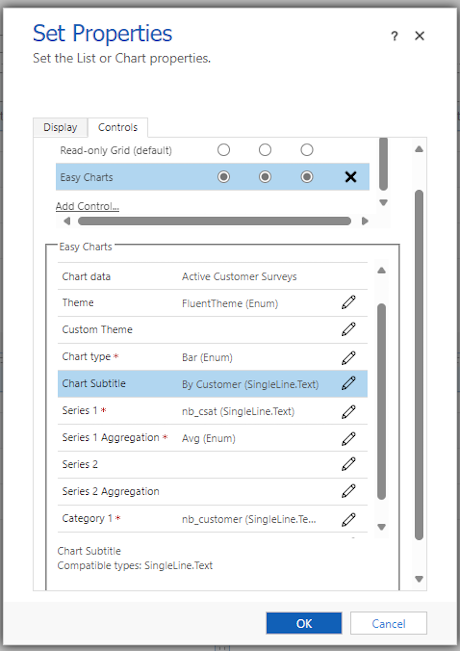 Set Properties
?
Set the List or Chart properties.
Display Controls
Read-only Grid (default)
Easy Charts
Add Control...
Easy Charts
Chart data Active Customer Surveys
Theme FluentTheme (Enum)
Custom Theme
Chart type * Bar (Enum)
Chart Subtitle By Customer (SingleLine.Text)
Series 1 * nb_csat (SingleLine.Text)
Series 1 Aggregation * Avg (Enum)
Series 2
Series 2 Aggregation
Category 1 * nb_customer (SingleLine.Te...
Chart Subtitle
Compatible types: SingleLine.Text
OK Cancel